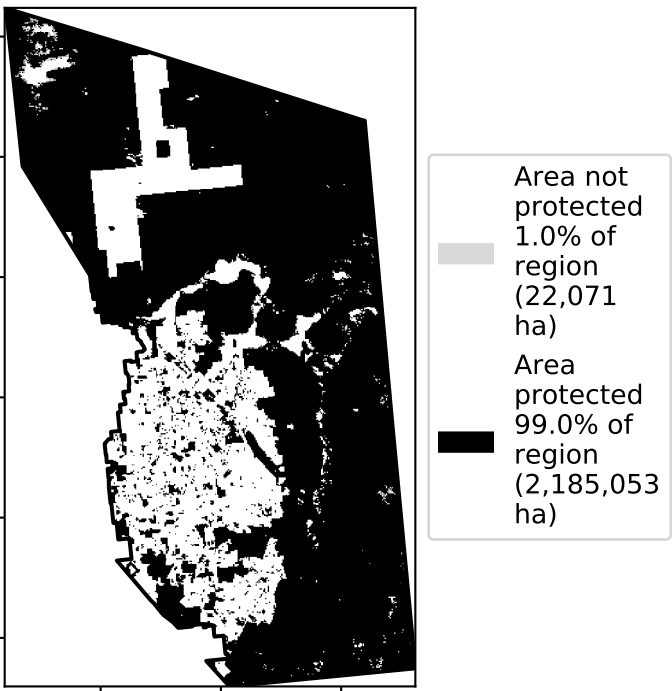 Area not
protected
1.0% of
region
(22,071
ha)
Area
protected
99.0% of
region
(2,185,053
ha)